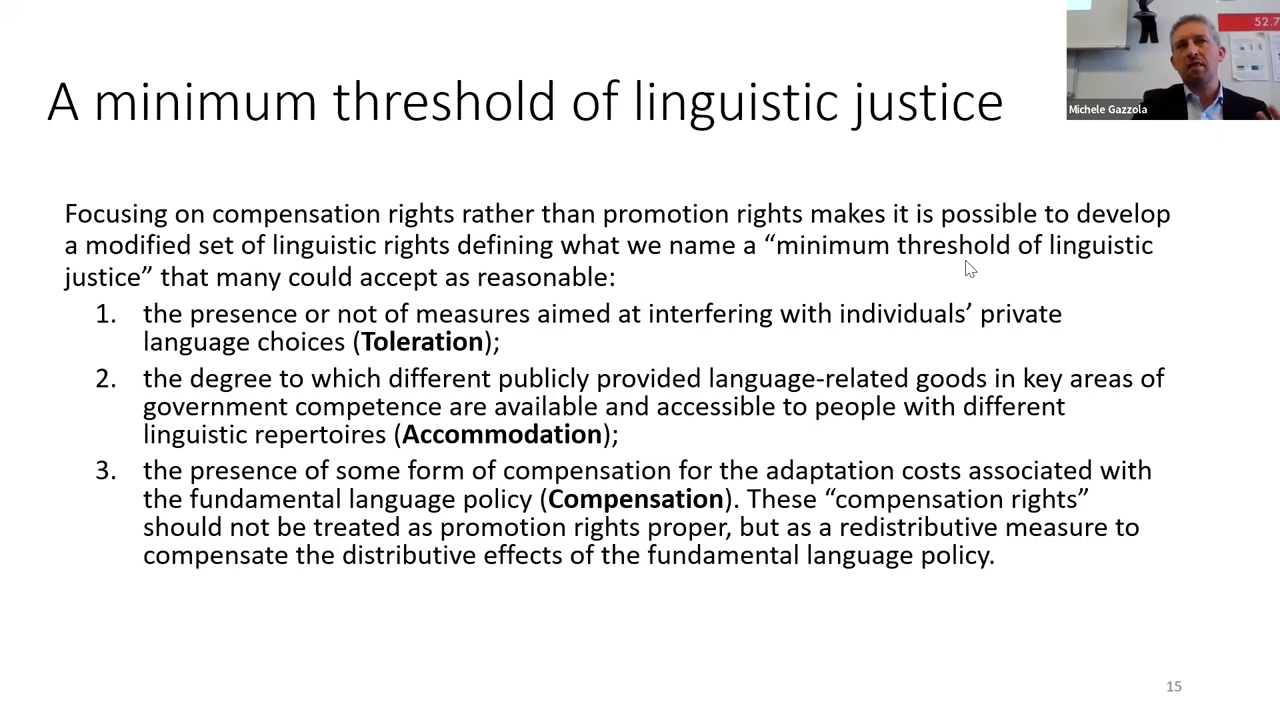 A minimum threshold of linguistic justice
52.7
Michele Gazzola
Focusing on compensation rights rather than promotion rights makes it is possible to develop
a modified set of linguistic rights defining what we name a “minimum threshold of linguistic
justice” that many could accept as reasonable:
1. the presence or not of measures aimed at interfering with individuals’ private
language choices (Toleration);
2. the degree to which different publicly provided language-related goods in key areas of
government competence are available and accessible to people with different
linguistic repertoires (Accommodation);
3. the presence of some form of compensation for the adaptation costs associated with
the fundamental language policy (Compensation). These “compensation rights”
should not be treated as promotion rights proper, but as a redistributive measure to
compensate the distributive effects of the fundamental language policy.
15